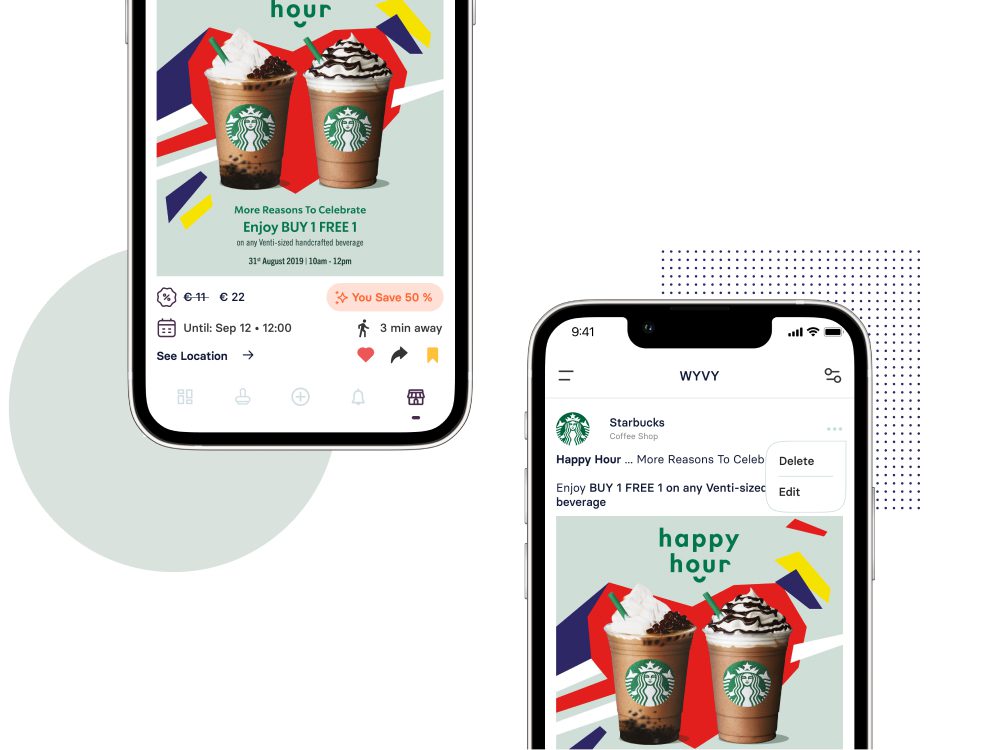 hour
More Reasons To Celebrate
Enjoy BUY 1 FREE 1
on any Venti-sized handcrafted beverage
31st August 2019 | 10am - 12pm
€ 11 € 22
You Save 50 %
Until: Sep 12 • 12:00
3 min away
See Location
9:41
WYVY
Starbucks
Coffee Shop
Happy Hour ... More Reasons To Celeb
Delete
Enjoy BUY 1 FREE 1 on any Venti-sized
Edit
beverage
happy
hour